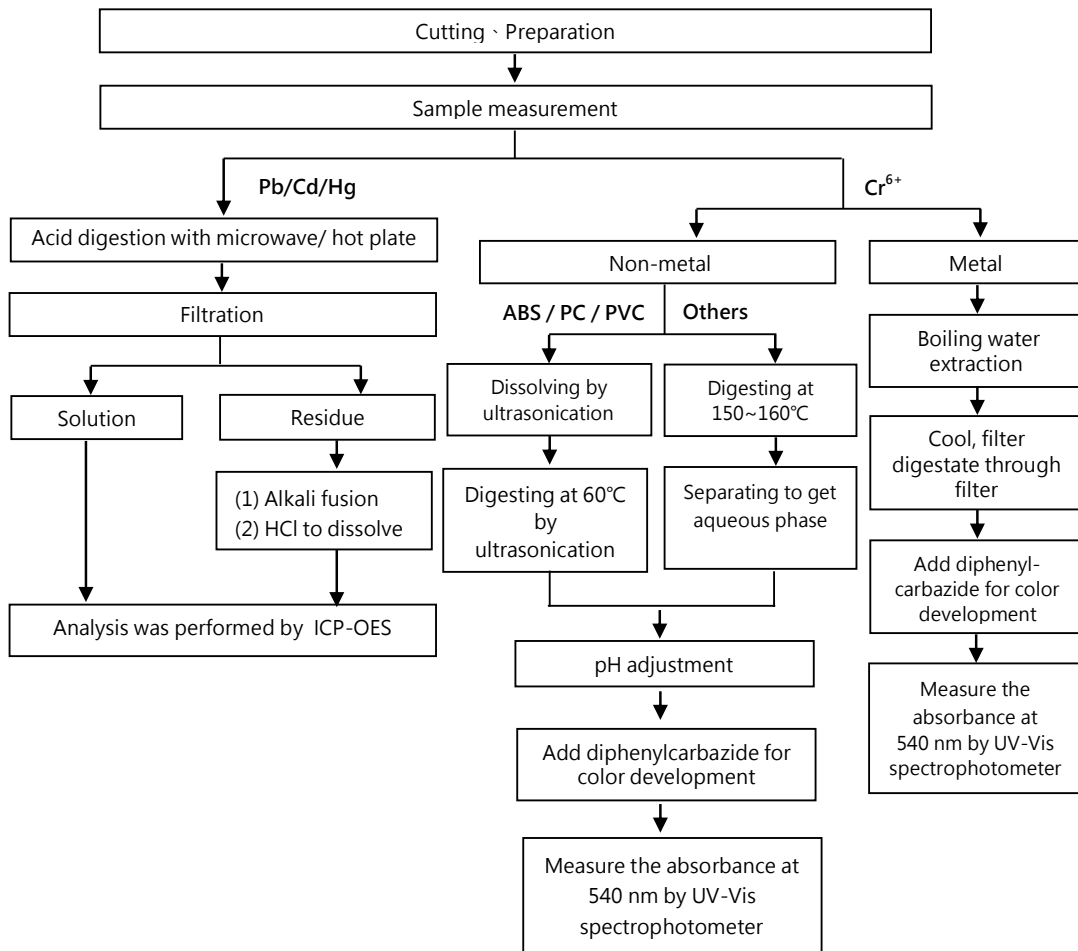 Cutting、Preparation
Sample measurement
Pb/Cd/Hg
Acid digestion with microwave/ hot plate
Filtration
Solution
Residue
(1) Alkali fusion
(2) HCl to dissolve
Analysis was performed by ICP-OES
Cr6+
Non-metal
ABS / PC / PVC
Others
Dissolving by
ultrasonication
Digesting at 60℃
by
ultrasonication
Digesting at
150~160℃
Separating to get
aqueous phase
pH adjustment
Add diphenylcarbazide for
color development
Measure the absorbance at
540 nm by UV-Vis
spectrophotometer
Metal
Boiling water
extraction
Cool, filter
digestate through
filter
Add diphenyl-
carbazide for color
development
Measure the
absorbance at
540 nm by UV-Vis
spectrophotometer